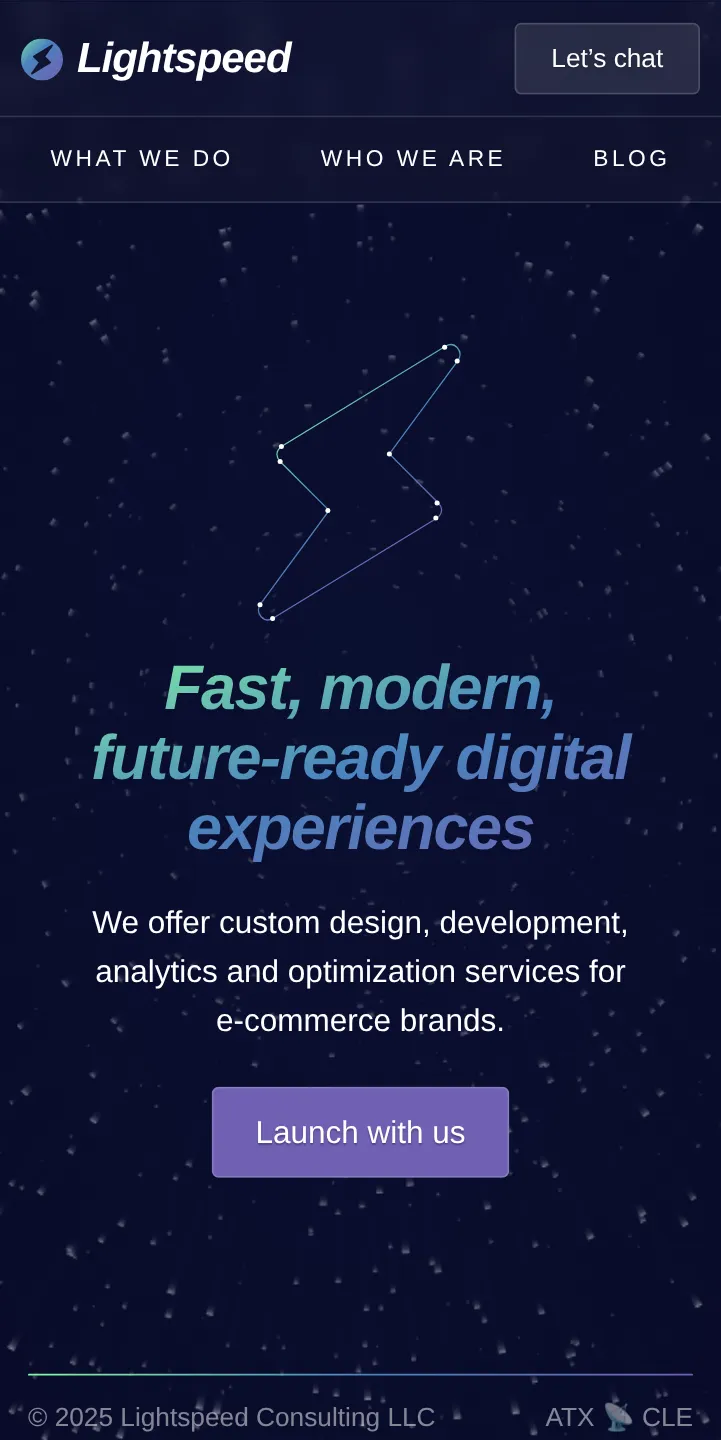 Lightspeed
Let’s chat
WHAT WE DO
WHO WE ARE
BLOG
Fast, modern,
future-ready digital
experiences
We offer custom design, development,
analytics and optimization services for
e-commerce brands.
Launch with us
© 2025 Lightspeed Consulting LLC
ATX 📡 CLE